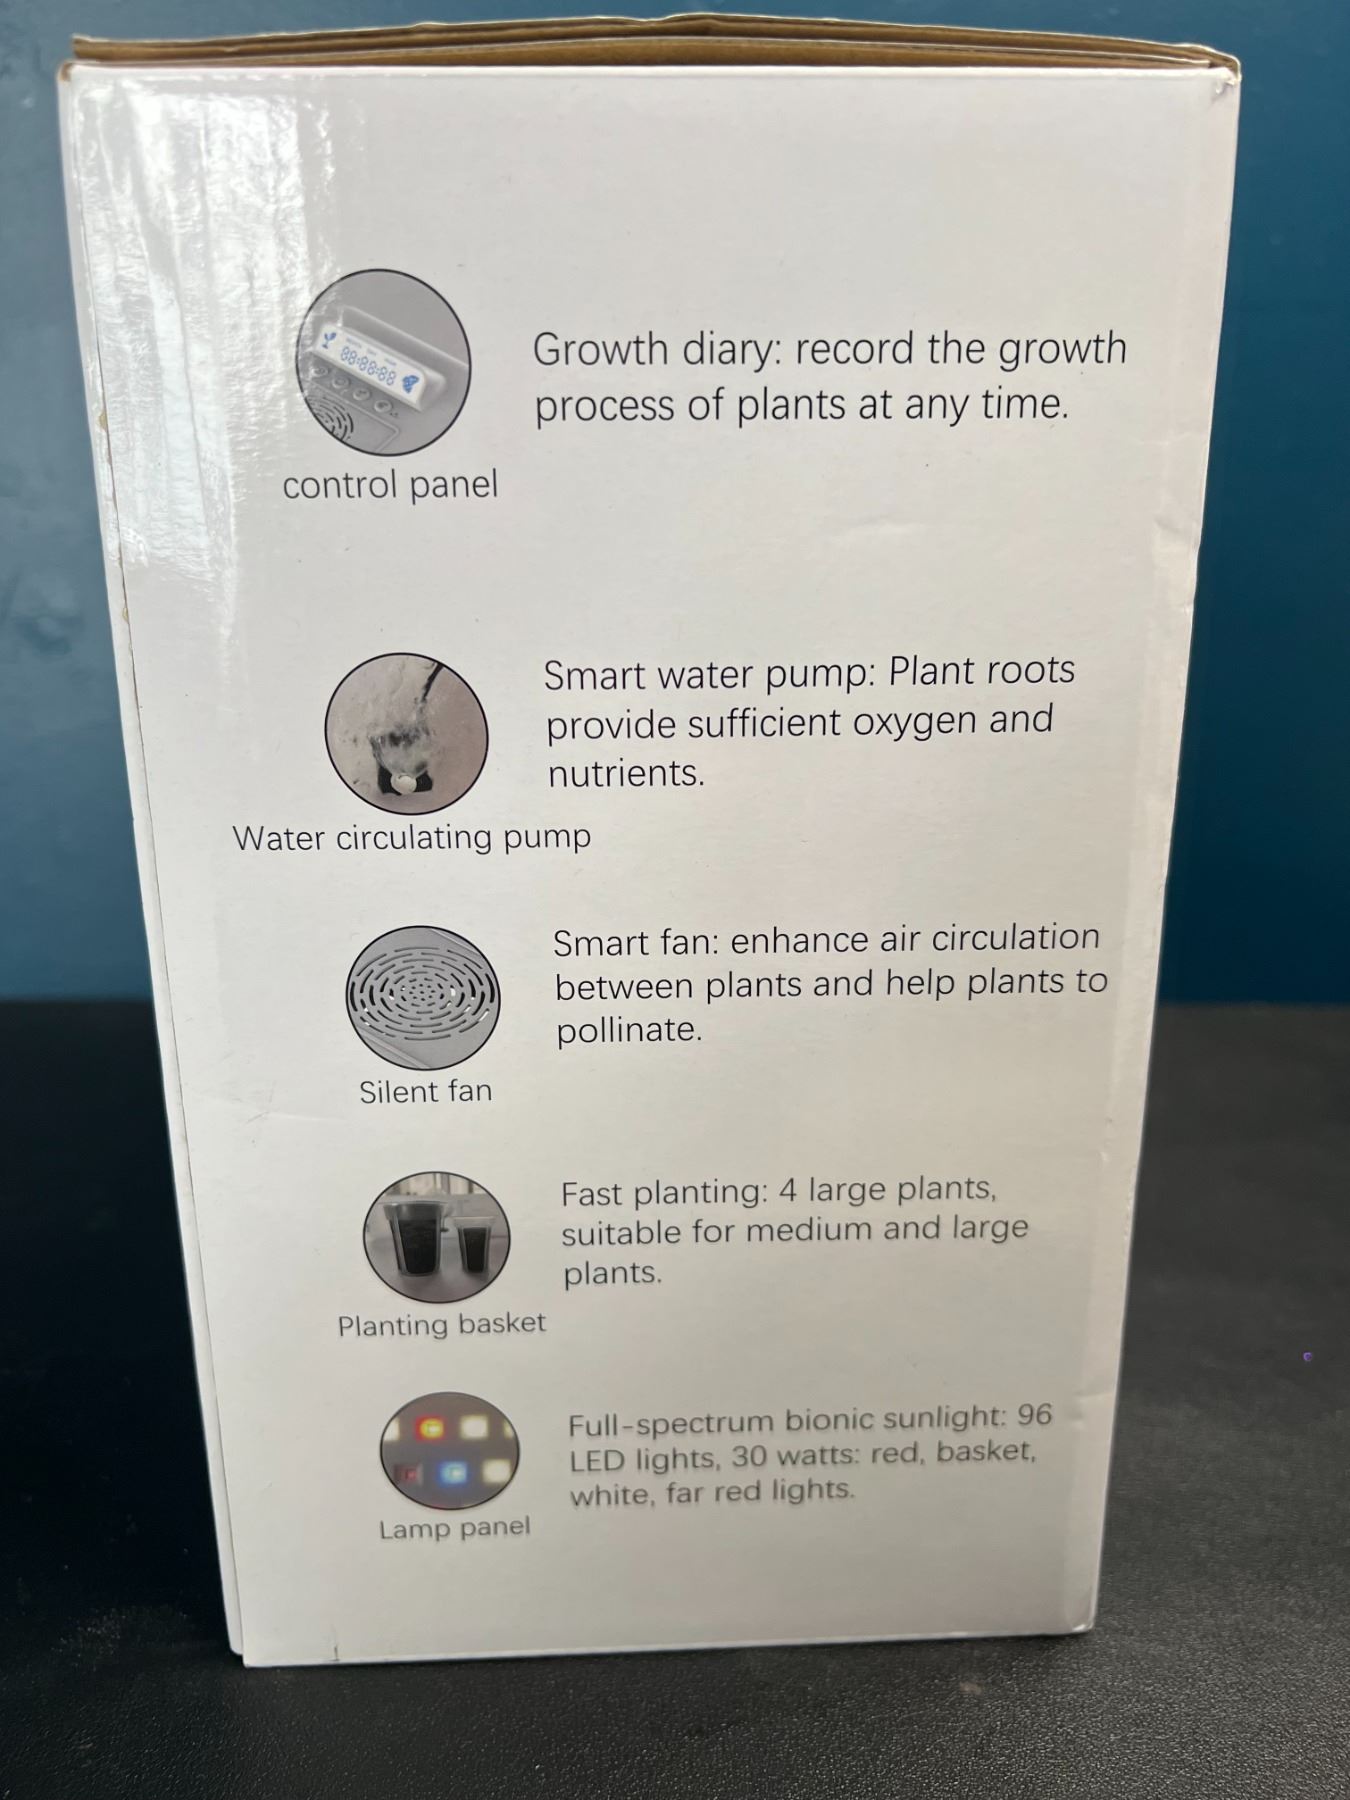 88:88:88
control panel
Growth diary: record the growth
process of plants at any time.
Water circulating pump
Smart water pump: Plant roots
provide sufficient oxygen and
nutrients.
Silent fan
Smart fan: enhance air circulation
between plants and help plants to
pollinate.
Planting basket
Fast planting: 4 large plants,
suitable for medium and large
plants.
Lamp panel
Full-spectrum bionic sunlight: 96
LED lights, 30 watts: red, basket,
white, far red lights.